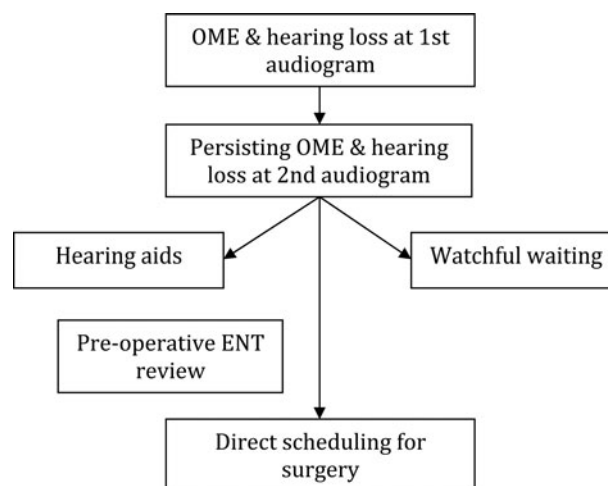 OME & hearing loss at 1st
audiogram
Persisting OME & hearing
loss at 2nd audiogram
Hearing aids
Watchful waiting
Pre-operative ENT
review
Direct scheduling for
surgery